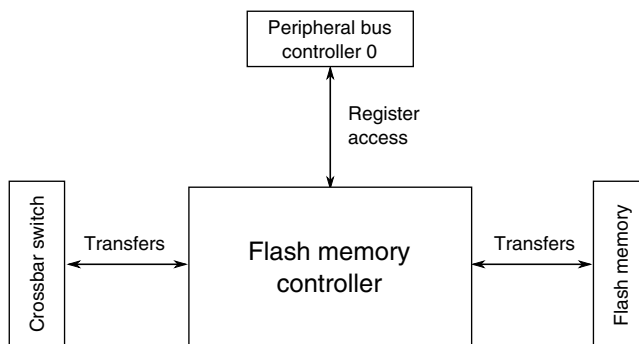 Peripheral bus
controller 0
Register
access
Crossbar switch
Transfers
Flash memory
controller
Transfers
Flash memory